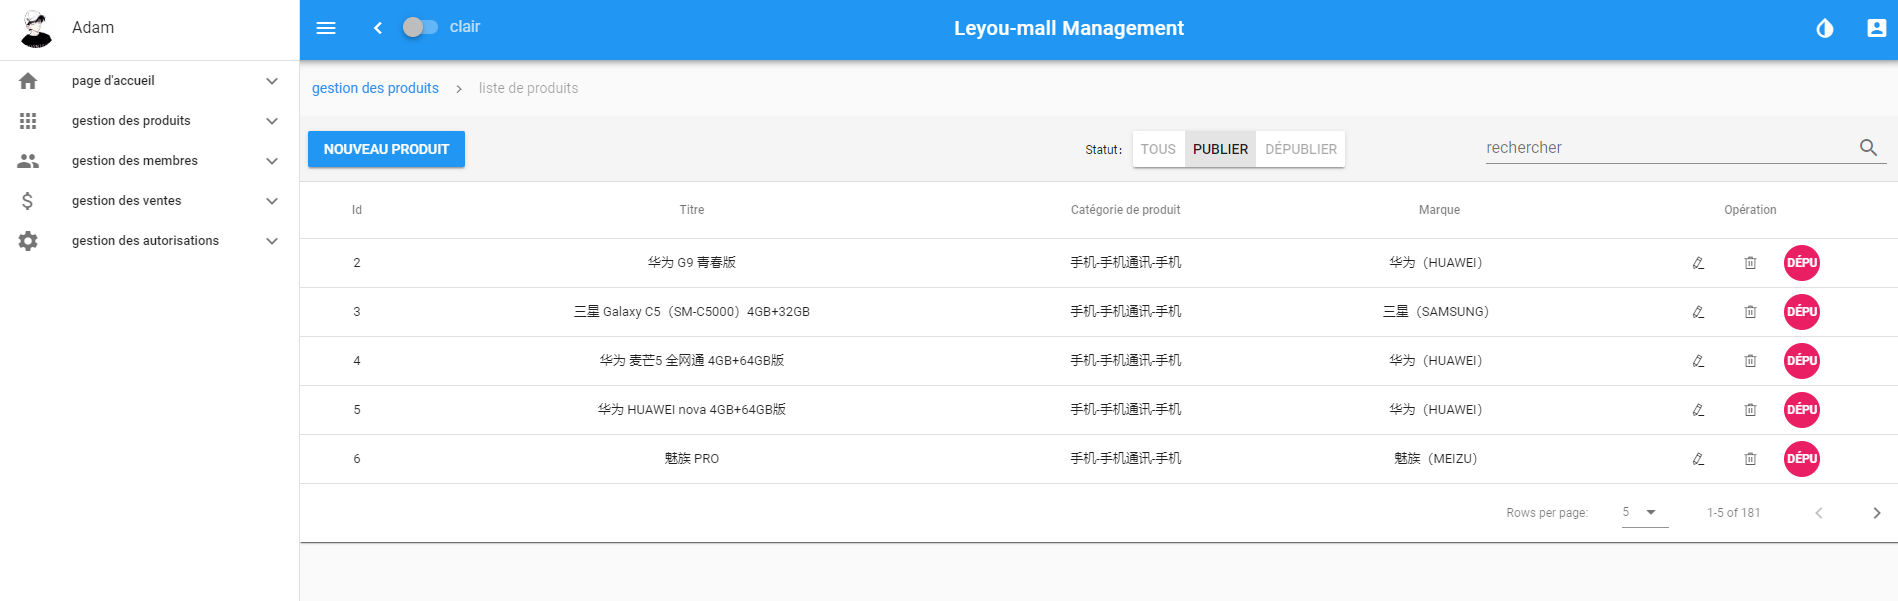 Adam
clair
Leyou-mall Management
page d'accueil
gestion des produits
gestion des membres
gestion des ventes
gestion des autorisations
gestion des produits > liste de produits
NOUVEAU PRODUIT
Statut：
TOUS
PUBLIER
DÉPUBLIER
rechercher
Id Titre Catégorie de produit Marque Opération
2 华为 G9 青春版 手机-手机通讯-手机 华为（HUAWEI） DÉPU
3 三星 Galaxy C5（SM-C5000）4GB+32GB 手机-手机通讯-手机 三星（SAMSUNG） DÉPU
4 华为 麦芒5 全网通 4GB+64GB版 手机-手机通讯-手机 华为（HUAWEI） DÉPU
5 华为 HUAWEI nova 4GB+64GB版 手机-手机通讯-手机 华为（HUAWEI） DÉPU
6 魅族 PRO 手机-手机通讯-手机 魅族（MEIZU） DÉPU
Rows per page: 5 1-5 of 181